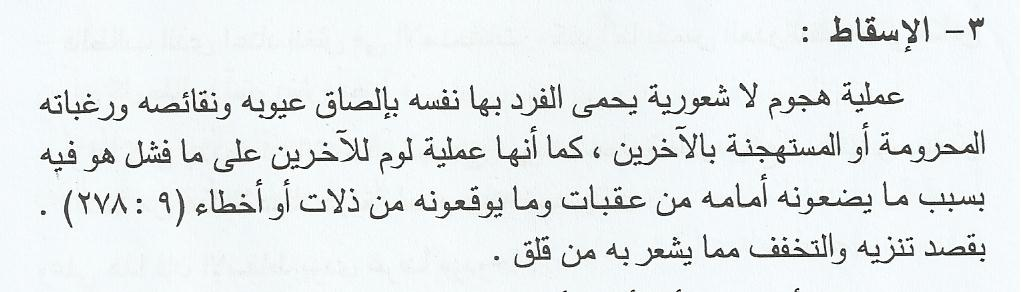 ٣- الإسقاط :
عملية هجوم لا شعورية يحمى الفرد بها نفسه بإلصاق عيوبه ونقائصه ورغباته
المحرومة أو المستهجنة بالآخرين ، كما أنها عملية لوم للآخرين على ما فشل هو فيه
بسبب ما يضعونه أمامه من عقبات وما يوقعونه من ذلات أو أخطاء (٩ : ٢٧٨) .
بقصد تنزيه والتخفف مما يشعر به من قلق .